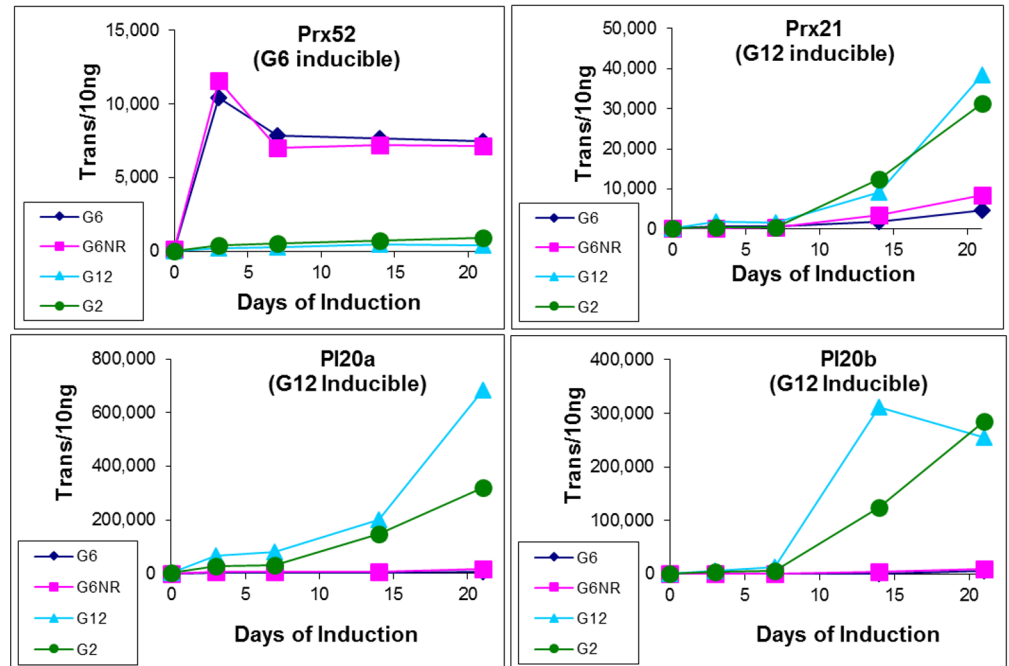 Prx52
(G6 inducible)
15,000
10,000
5,000
0
Trans/10ng
0 5 10 15 20
Days of Induction
G6
G6NR
G12
G2
Prx21
(G12 inducible)
50,000
40,000
30,000
20,000
10,000
0
Trans/10ng
0 5 10 15 20
Days of Induction
G6
G6NR
G12
G2
Pl20a
(G12 Inducible)
800,000
600,000
400,000
200,000
0
Trans/10ng
0 5 10 15 20
Days of Induction
G6
G6NR
G12
G2
Pl20b
(G12 Inducible)
400,000
300,000
200,000
100,000
0
Trans/10ng
0 5 10 15 20
Days of Induction
G6
G6NR
G12
G2